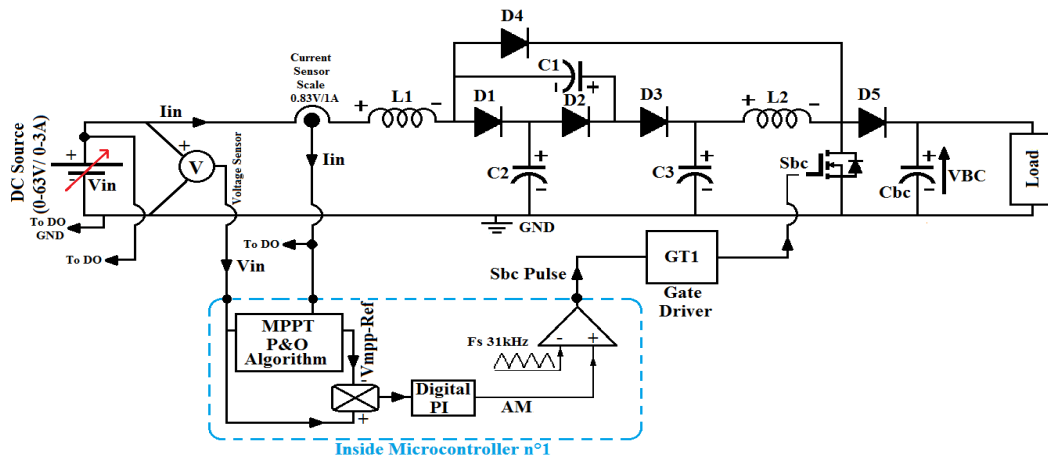 D4
Current
Sensor
Scale
0.83V/1A
C1
- +
+ L1 -
D1
D2
D3
+ L2 -
D5
Iin
DC Source
(0-63V/ 0-3A)
+
-
Vin
+
V
Voltage Sensor
Iin
C2
+
-
C3
+
-
Sbc
Cbc
+
-
VBC
Load
To DO
GND
To DO
To DO
GND
Vin
Sbc Pulse
GT1
Gate
Driver
MPPT
P&O
Algorithm
-Vmpp-Ref
+
Digital
PI
AM
Fs 31kHz
- +
Inside Microcontroller n°1